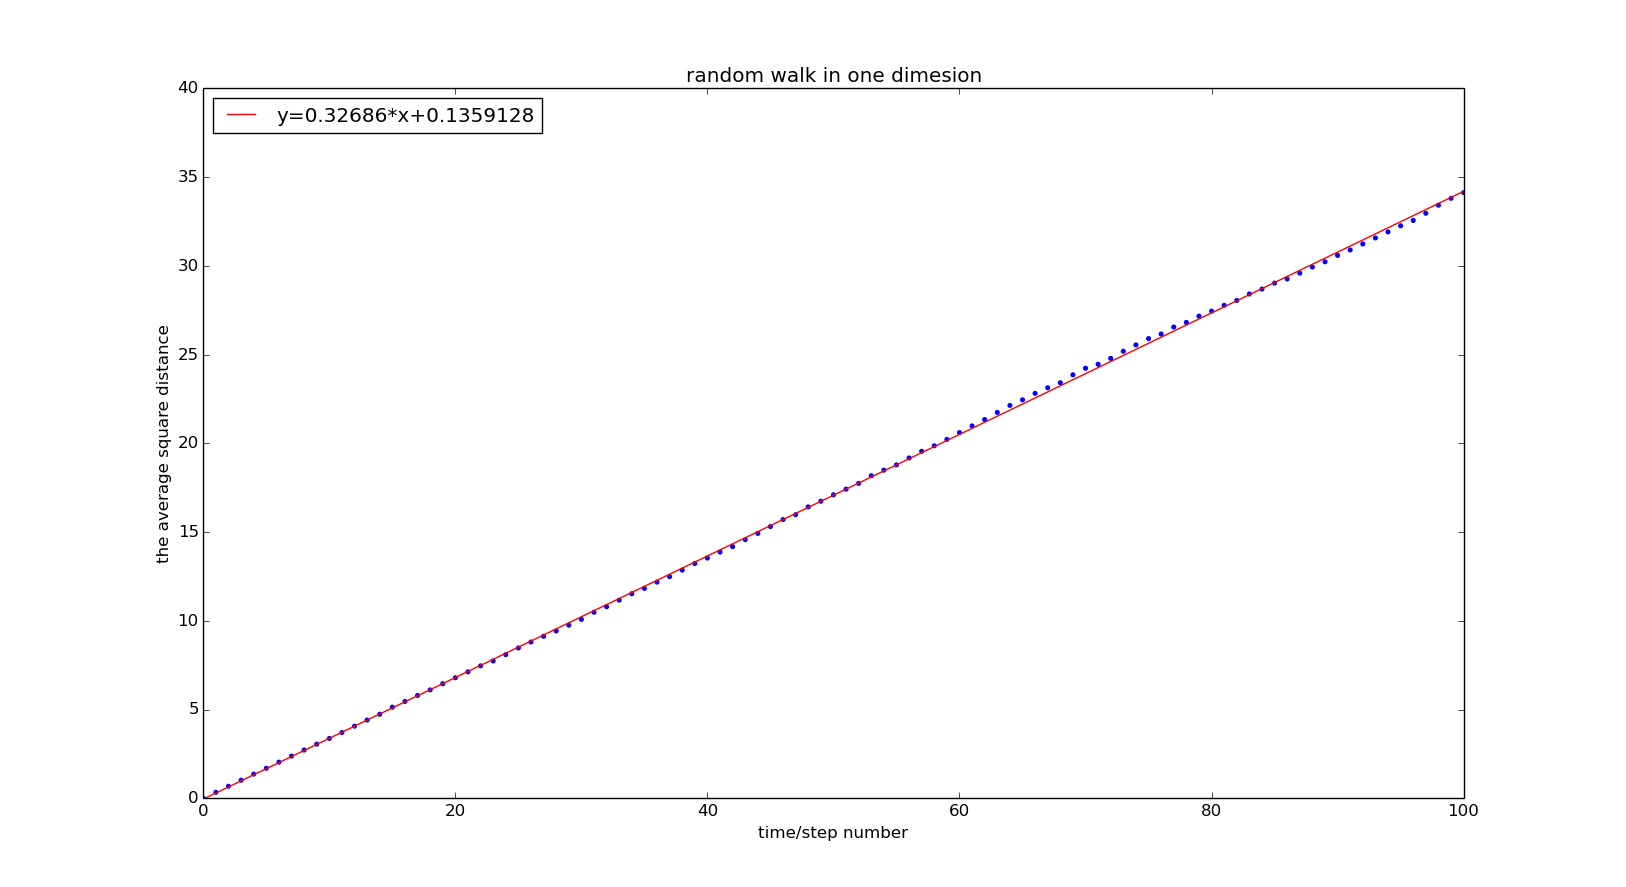 random walk in one dimesion
y=0.32686*x+0.1359128
40
35
30
25
20
15
10
5
0
the average square distance
0 20 40 60 80 100
time/step number